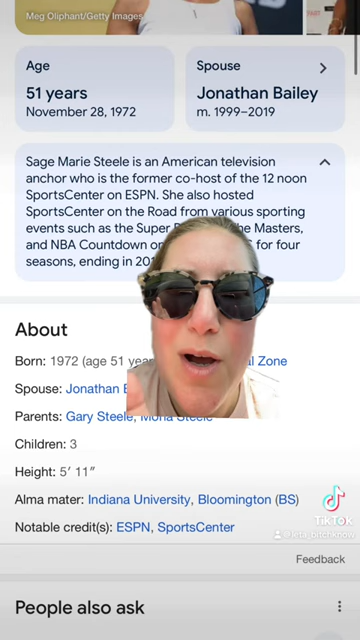 Meg Oliphant/Getty Images
Age
51 years
November 28, 1972
Spouse
Jonathan Bailey
m. 1999–2019
Sage Marie Steele is an American television
anchor who is the former co-host of the 12 noon
SportsCenter on ESPN. She also hosted
SportsCenter on the Road from various sporting
events such as the Super he Masters,
and NBA Countdown on for four
seasons, ending in
About
Born: 1972 (age 51 Zone
Spouse: Jonathan
Parents: Gary Steele, Mona Steele
Children: 3
Height: 5′ 11″
Alma mater: Indiana University, Bloomington (BS)
Notable credit(s): ESPN, SportsCenter
TikTok
Feedback
People also ask